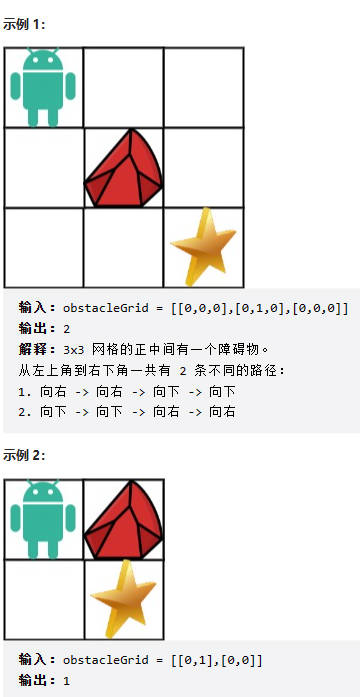 示例 1：
输入：obstacleGrid = [[0,0,0],[0,1,0],[0,0,0]]
输出：2
解释：3x3 网格的正中间有一个障碍物。
从左上角到右下角一共有 2 条不同的路径：
1. 向右 -> 向右 -> 向下 -> 向下
2. 向下 -> 向下 -> 向右 -> 向右
示例 2：
输入：obstacleGrid = [[0,1],[0,0]]
输出：1